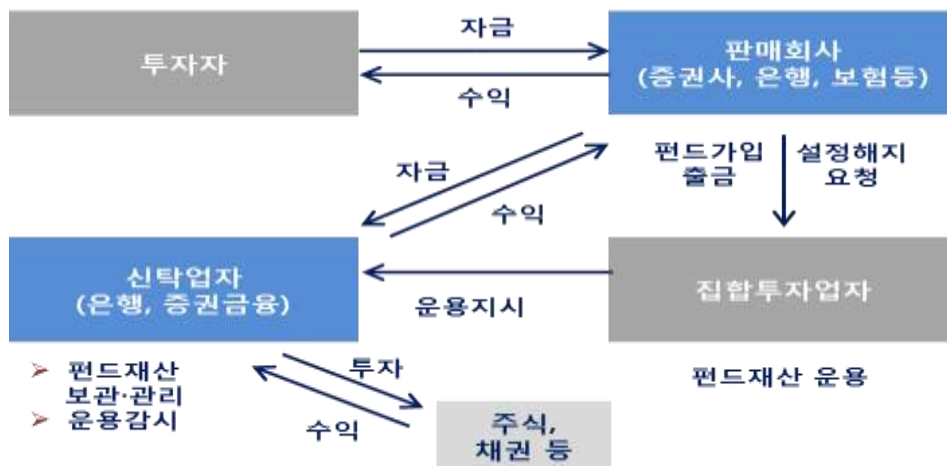 자금
투자자
판매회사
(증권사, 은행, 보험등)
수익
펀드가입
출금
설정해지
요청
자금
수익
신탁업자
(은행, 증권금융)
운용지시
집합투자업자
펀드재산
보관·관리
운용감시
투자
수익
주식,
채권 등
펀드재산 운용